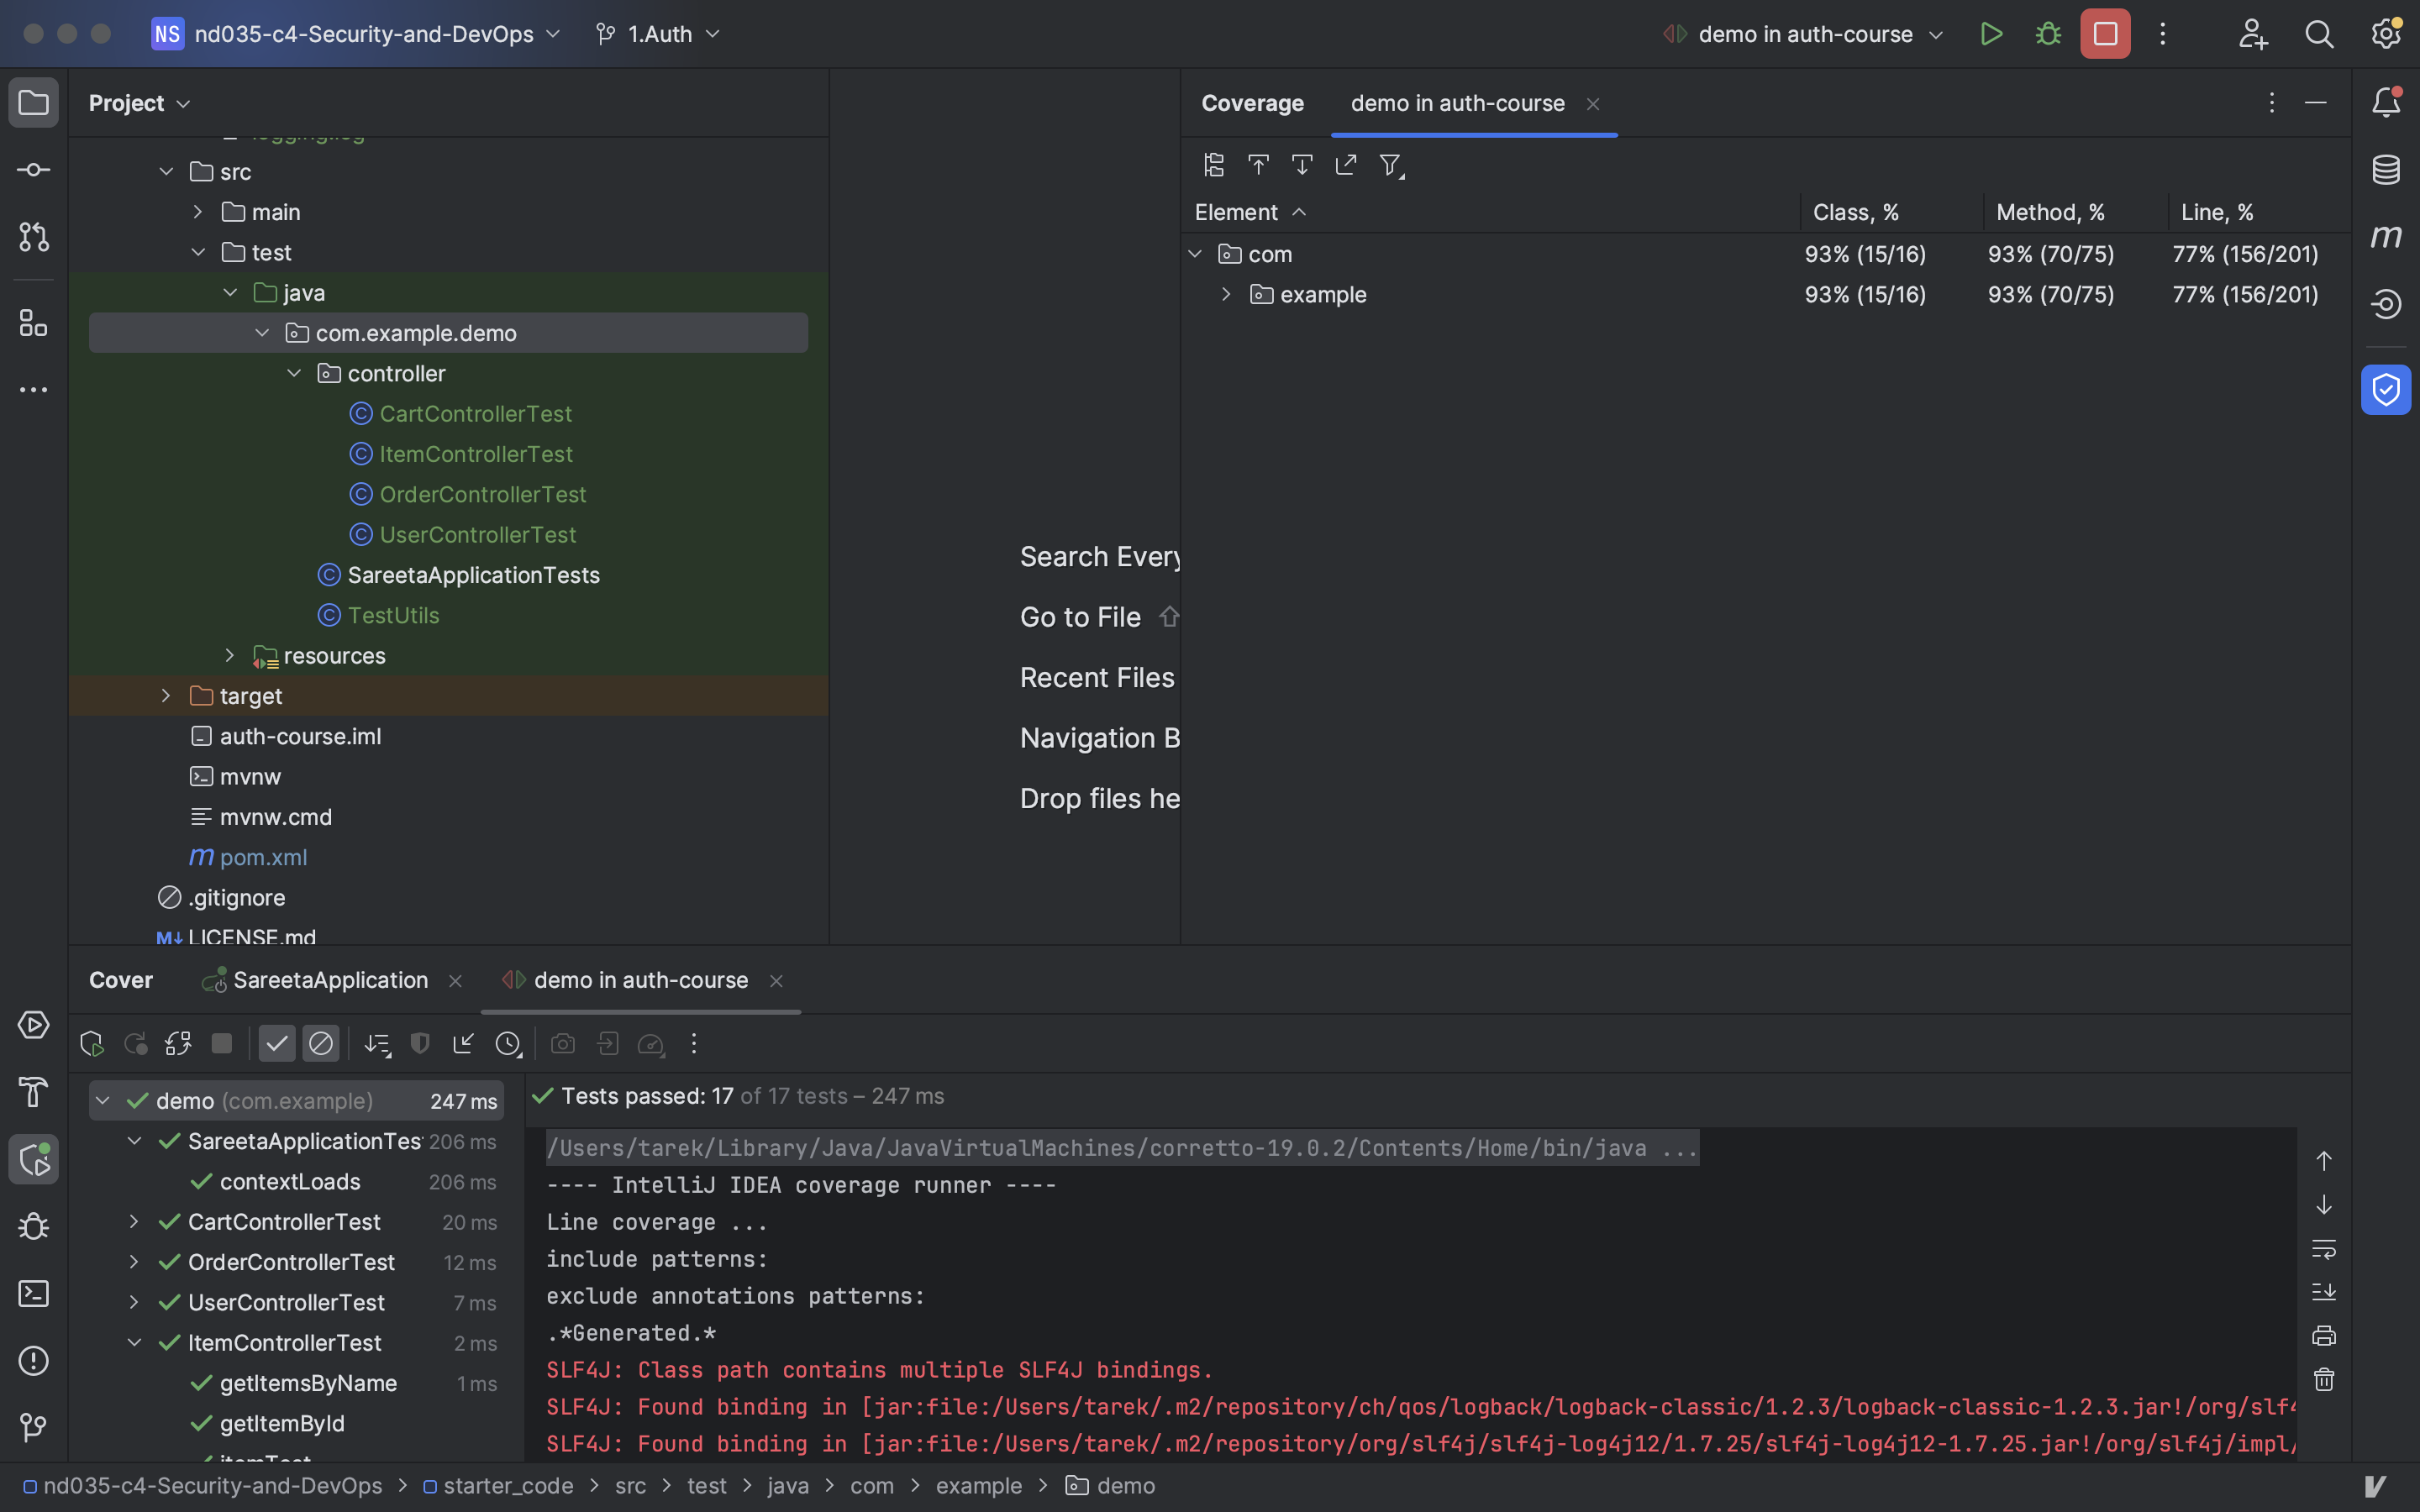 NS nd035-c4-Security-and-DevOps
1.Auth
demo in auth-course
Project
src
main
test
java
com.example.demo
controller
CartControllerTest
ItemControllerTest
OrderControllerTest
UserControllerTest
SareetaApplicationTests
TestUtils
resources
target
auth-course.iml
mvnw
mvnw.cmd
pom.xml
.gitignore
LICENSE.md
Search Every
Go to File
Recent Files
Navigation B
Drop files he
Coverage
demo in auth-course
Element Class, % Method, % Line, %
com 93% (15/16) 93% (70/75) 77% (156/201)
example 93% (15/16) 93% (70/75) 77% (156/201)
Cover
SareetaApplication
demo in auth-course
demo (com.example) 247 ms
SareetaApplicationTes 206 ms
contextLoads 206 ms
CartControllerTest 20 ms
OrderControllerTest 12 ms
UserControllerTest 7 ms
ItemControllerTest 2 ms
getItemsByName 1 ms
getItemById
itemTest
Tests passed: 17 of 17 tests – 247 ms
/Users/tarek/Library/Java/JavaVirtualMachines/corretto-19.0.2/Contents/Home/bin/java ...
---- IntelliJ IDEA coverage runner ----
Line coverage ...
include patterns:
exclude annotations patterns:
.*Generated.*
SLF4J: Class path contains multiple SLF4J bindings.
SLF4J: Found binding in [jar:file:/Users/tarek/.m2/repository/ch/qos/logback/logback-classic/1.2.3/logback-classic-1.2.3.jar!/org/slf4
SLF4J: Found binding in [jar:file:/Users/tarek/.m2/repository/org/slf4j/slf4j-log4j12/1.7.25/slf4j-log4j12-1.7.25.jar!/org/slf4j/impl/
nd035-c4-Security-and-DevOps > starter_code > src > test > java > com > example > demo